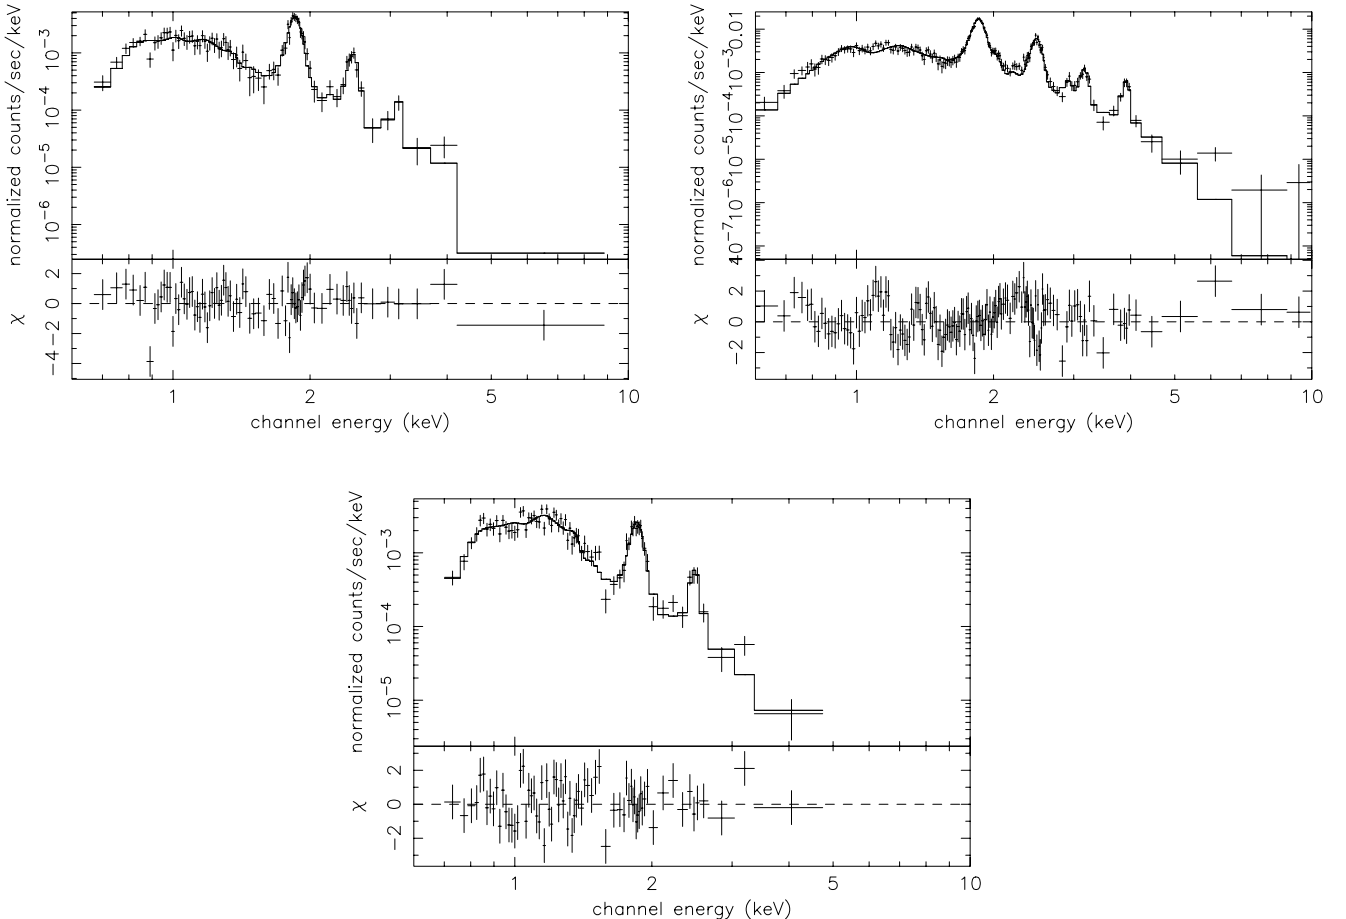 normalized counts/sec/keV
10⁻³
10⁻⁴
10⁻⁵
10⁻⁶
χ
2
0
−2
−4
1 2 5 10
channel energy (keV)
normalized counts/sec/keV
0.01
10⁻³
10⁻⁴
10⁻⁵
10⁻⁶
10⁻⁷
χ
4
2
0
−2
1 2 5 10
channel energy (keV)
normalized counts/sec/keV
10⁻³
10⁻⁴
10⁻⁵
χ
2
0
−2
1 2 5 10
channel energy (keV)